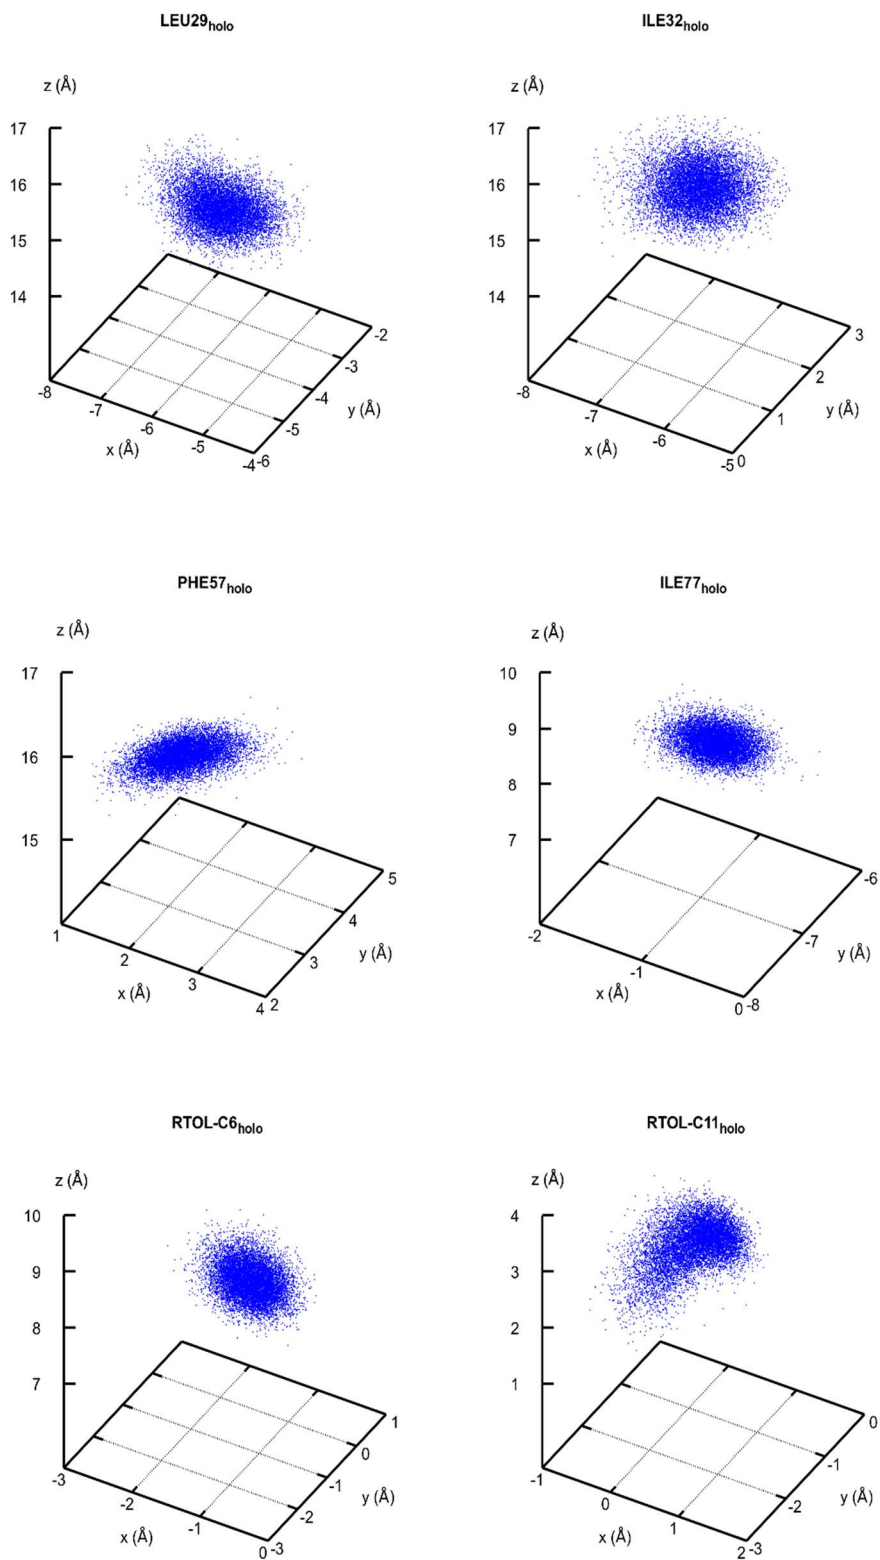 LEU29holo ILE32holo
z (Å) z (Å)
17 17
16 16
15 15
14 14
-2 3
-3 2
-8 -4 y (Å) -8 1 y (Å)
-7 -5 -7
-6 -6
x (Å) -5 x (Å)
-4 -6 -5 0
PHE57holo ILE77holo
z (Å) z (Å)
17 10
16 9
15 8
7
5 -6
4 -7
1 3 y (Å) -2 y (Å)
2 -1
x (Å) 3 x (Å)
4 2 0 -8
RTOL-C6holo RTOL-C11holo
z (Å) z (Å)
10 4
9 3
8 2
7 1
1 0
0 -1
-3 -1 y (Å) -1 -2 y (Å)
-2 -2 0
x (Å) -1 x (Å) 1
0 -3 2 -3